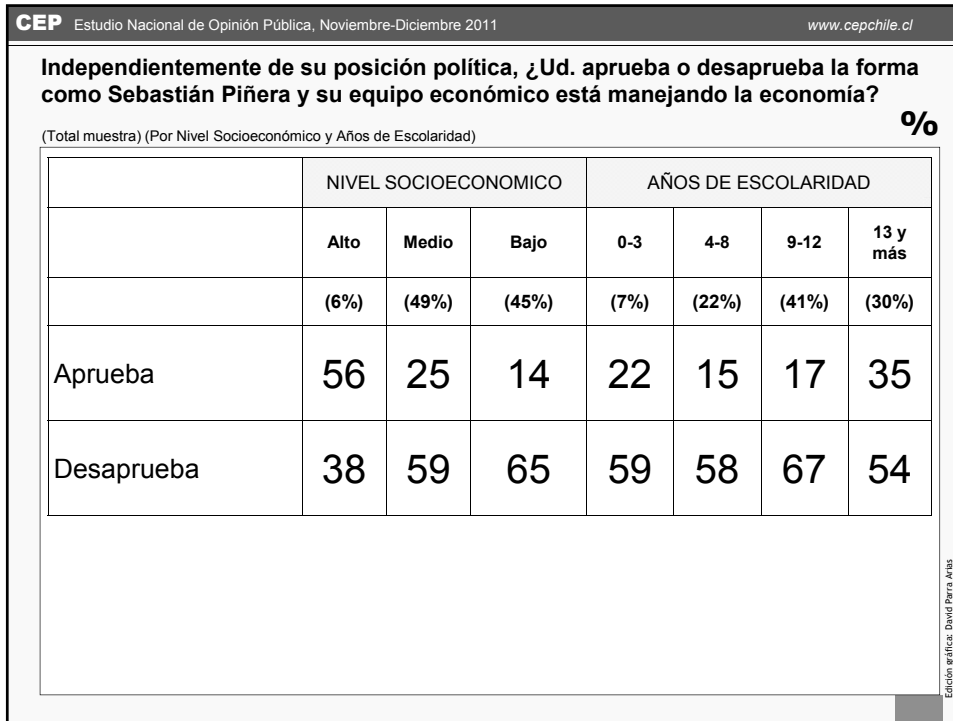 CEP Estudio Nacional de Opinión Pública, Noviembre-Diciembre 2011 www.cepchile.cl
Independientemente de su posición política, ¿Ud. aprueba o desaprueba la forma
como Sebastián Piñera y su equipo económico está manejando la economía?
%
(Total muestra) (Por Nivel Socioeconómico y Años de Escolaridad)
NIVEL SOCIOECONOMICO AÑOS DE ESCOLARIDAD
Alto Medio Bajo 0-3 4-8 9-12 13 y
más
(6%) (49%) (45%) (7%) (22%) (41%) (30%)
Aprueba 56 25 14 22 15 17 35
Desaprueba 38 59 65 59 58 67 54
Edición gráfica: David Parra Arias